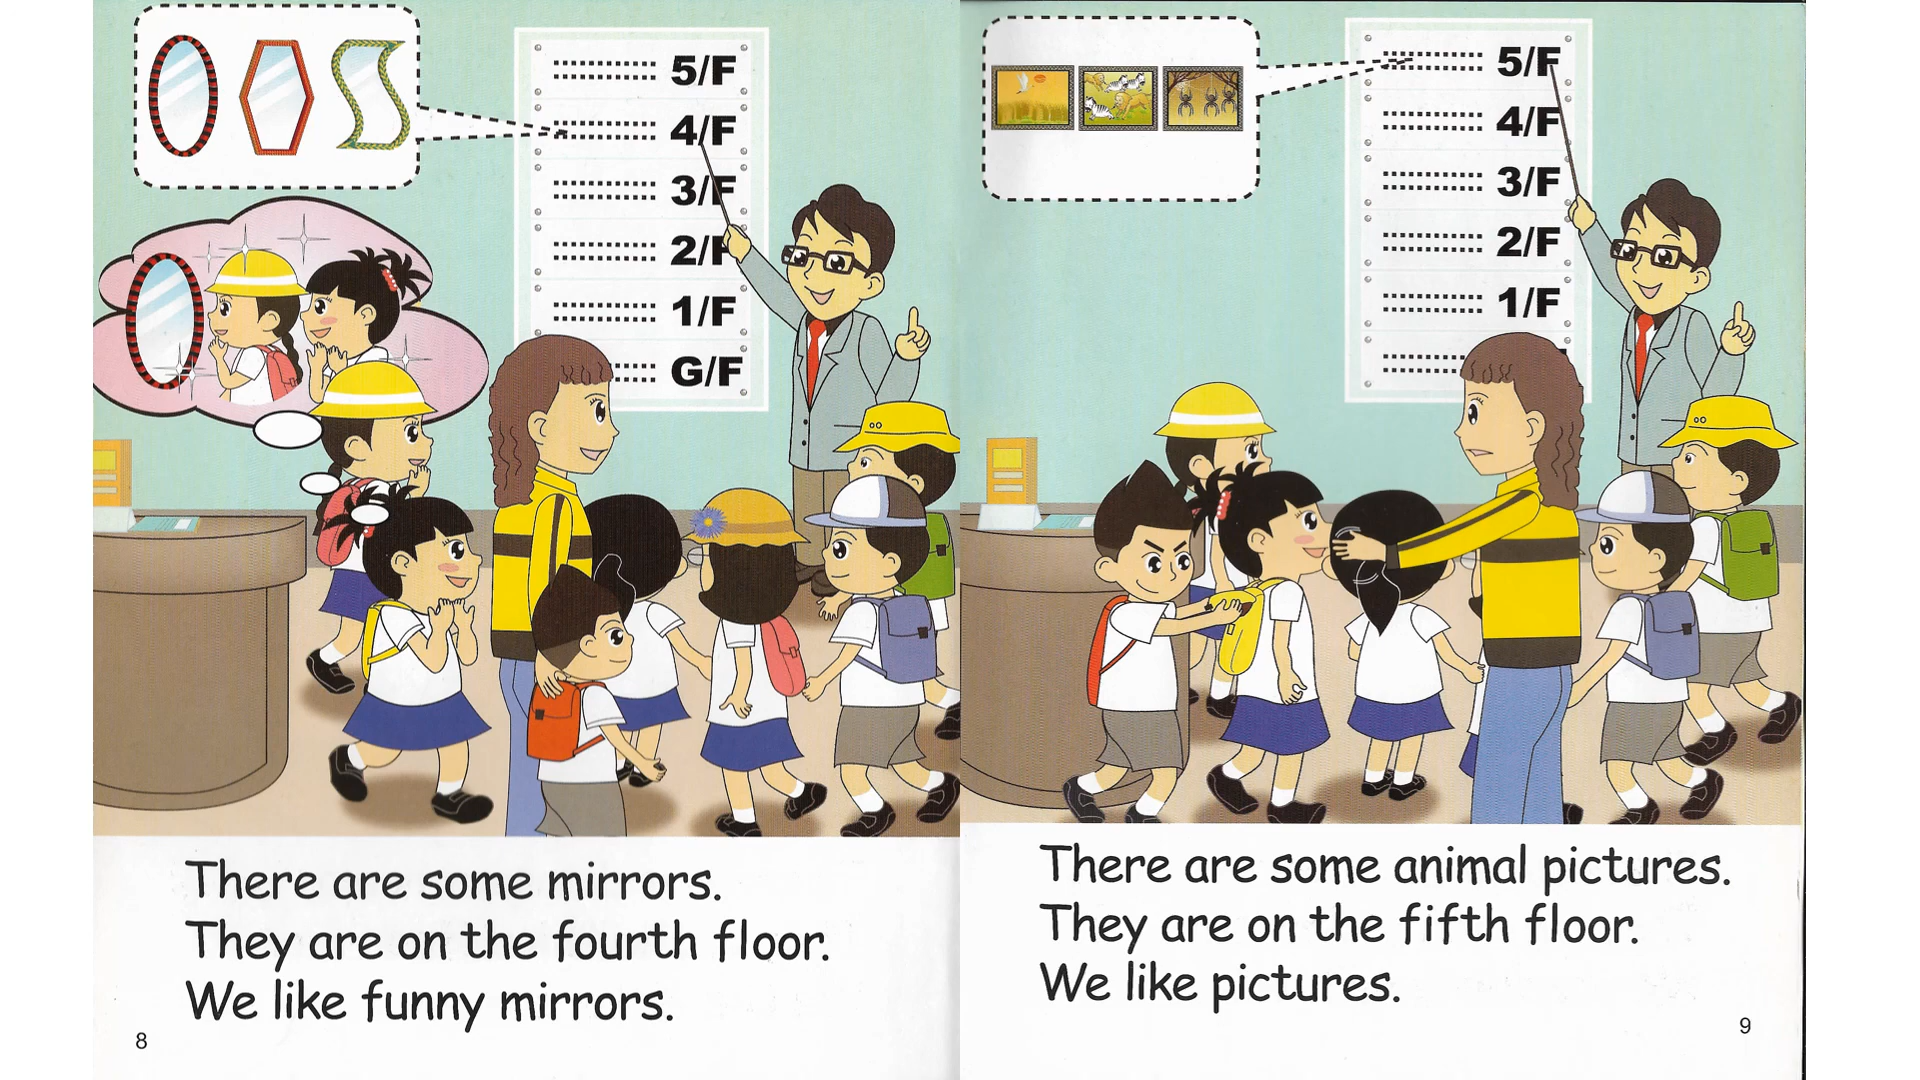 5/F
4/F
3/F
2/F
1/F
G/F
There are some mirrors.
They are on the fourth floor.
We like funny mirrors.
8
5/F
4/F
3/F
2/F
1/F
There are some animal pictures.
They are on the fifth floor.
We like pictures.
9